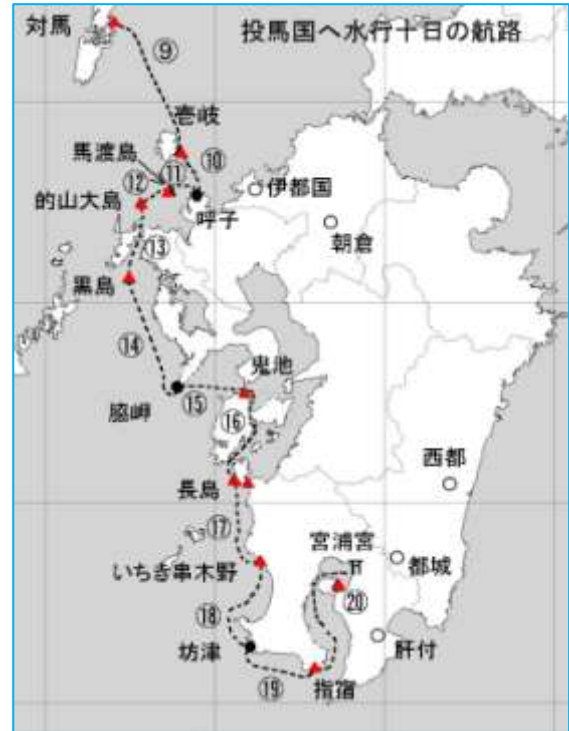 対馬
投馬国へ水行十日の航路
⑨
壱岐
馬渡島
⑩
⑪
⑫
伊都国
的山大島
呼子
朝倉
⑬
黒島
⑭
鬼池
⑮
脇岬
⑯
西都
長島
⑰
宮浦宮
いちき串木野
都城
⑳
⑱
肝付
坊津
⑲
指宿